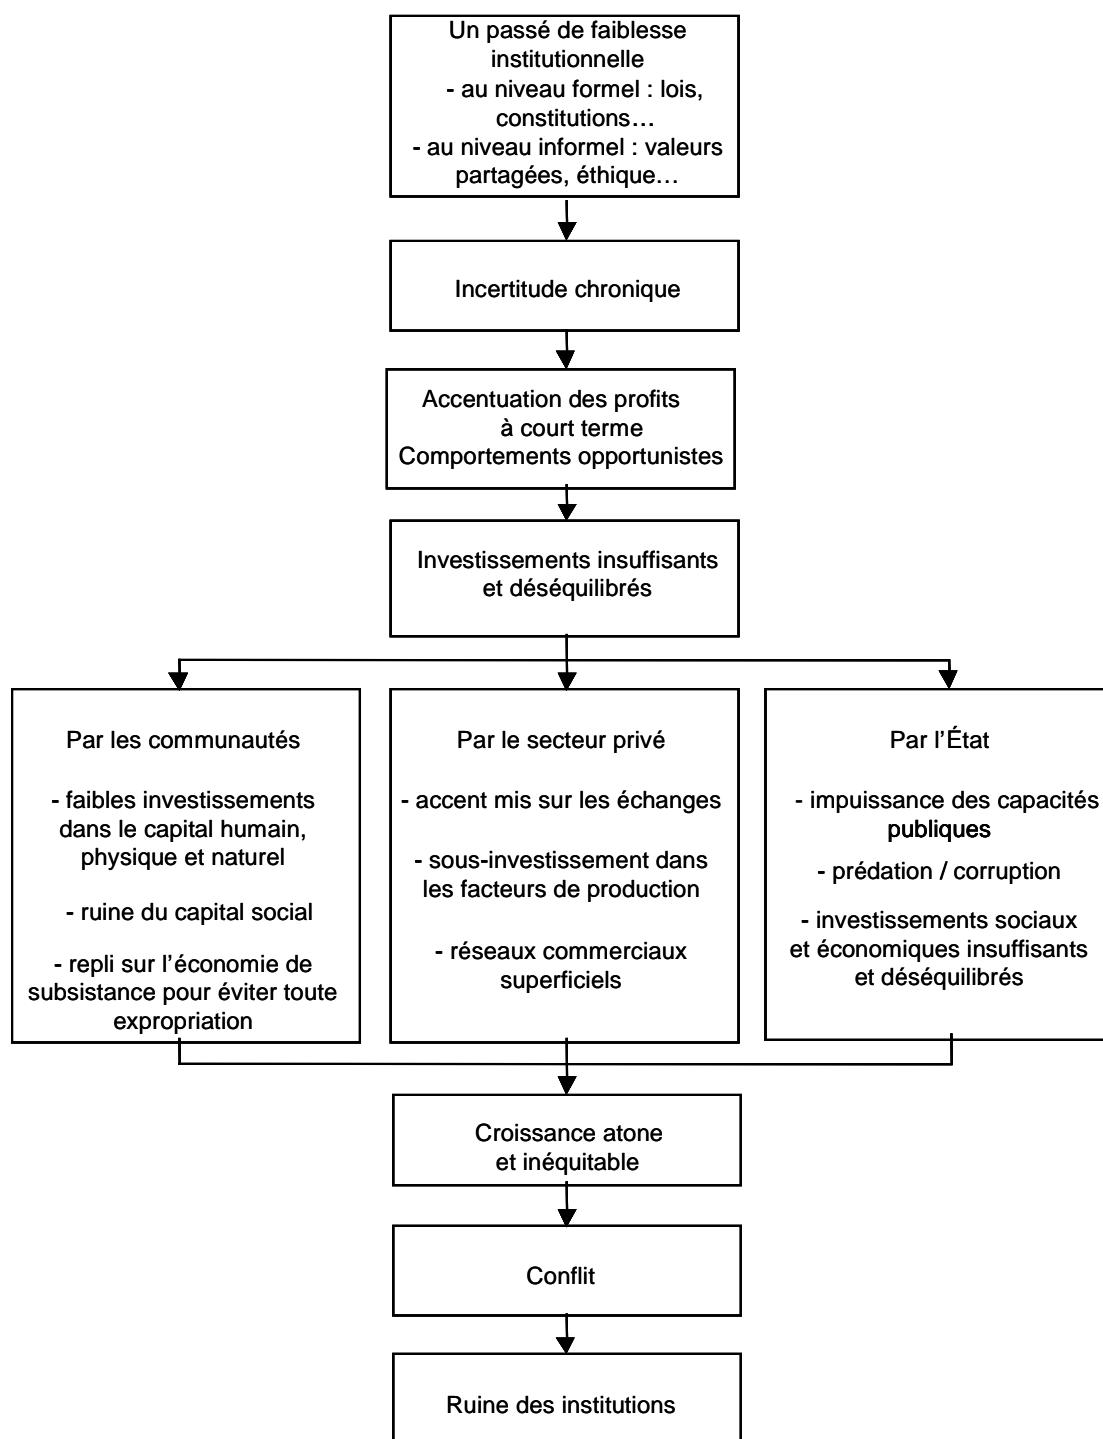 Un passé de faiblesse
institutionnelle
- au niveau formel : lois,
constitutions…
- au niveau informel : valeurs
partagées, éthique…
Incertitude chronique
Accentuation des profits
à court terme
Comportements opportunistes
Investissements insuffisants
et déséquilibrés
Par les communautés
- faibles investissements
dans le capital humain,
physique et naturel
- ruine du capital social
- repli sur l'économie de
subsistance pour éviter toute
expropriation
Par le secteur privé
- accent mis sur les échanges
- sous-investissement dans
les facteurs de production
- réseaux commerciaux
superficiels
Par l'État
- impuissance des capacités
publiques
- prédation / corruption
- investissements sociaux
et économiques insuffisants
et déséquilibrés
Croissance atone
et inéquitable
Conflit
Ruine des institutions